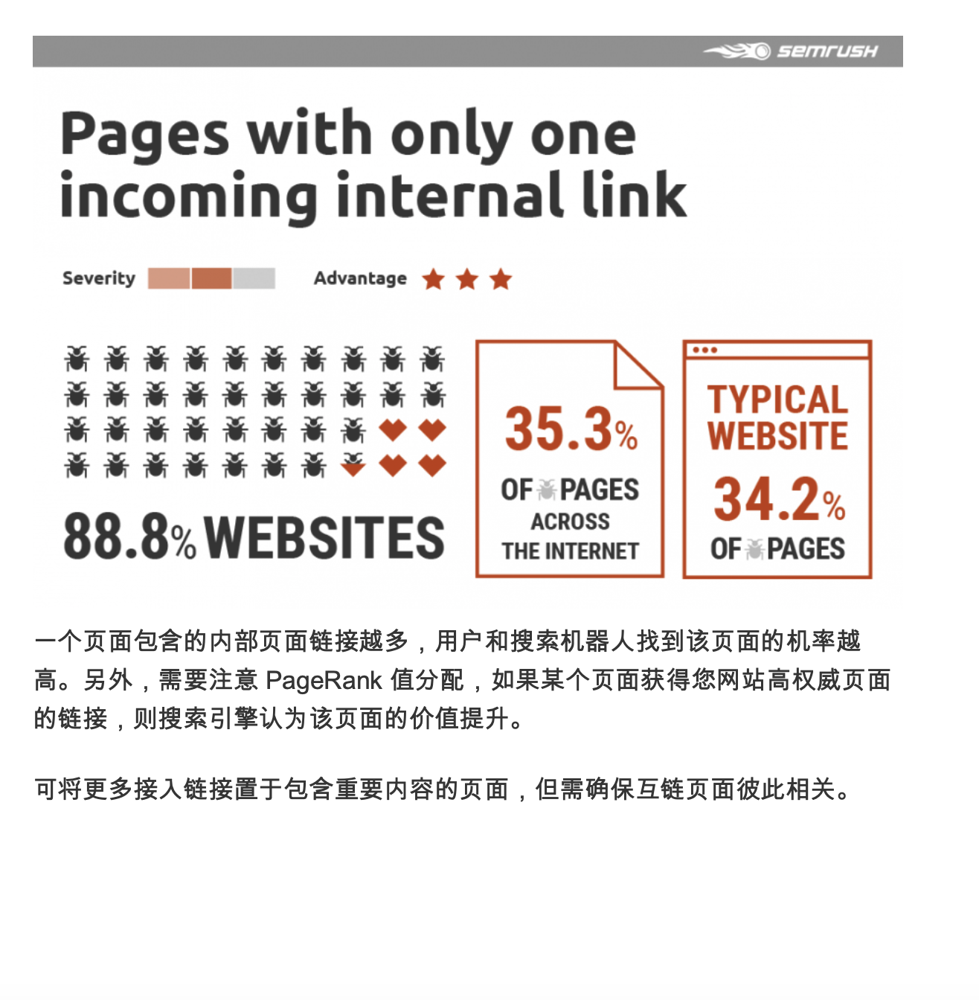 semrush
Pages with only one
incoming internal link
Severity
Advantage
88.8% WEBSITES
35.3%
OF PAGES
ACROSS
THE INTERNET
TYPICAL
WEBSITE
34.2%
OF PAGES
一个页面包含的内部页面链接越多，用户和搜索机器人找到该页面的机率越
高。另外，需要注意 PageRank 值分配，如果某个页面获得您网站高权威页面
的链接，则搜索引擎认为该页面的价值提升。
可将更多接入链接置于包含重要内容的页面，但需确保互链页面彼此相关。